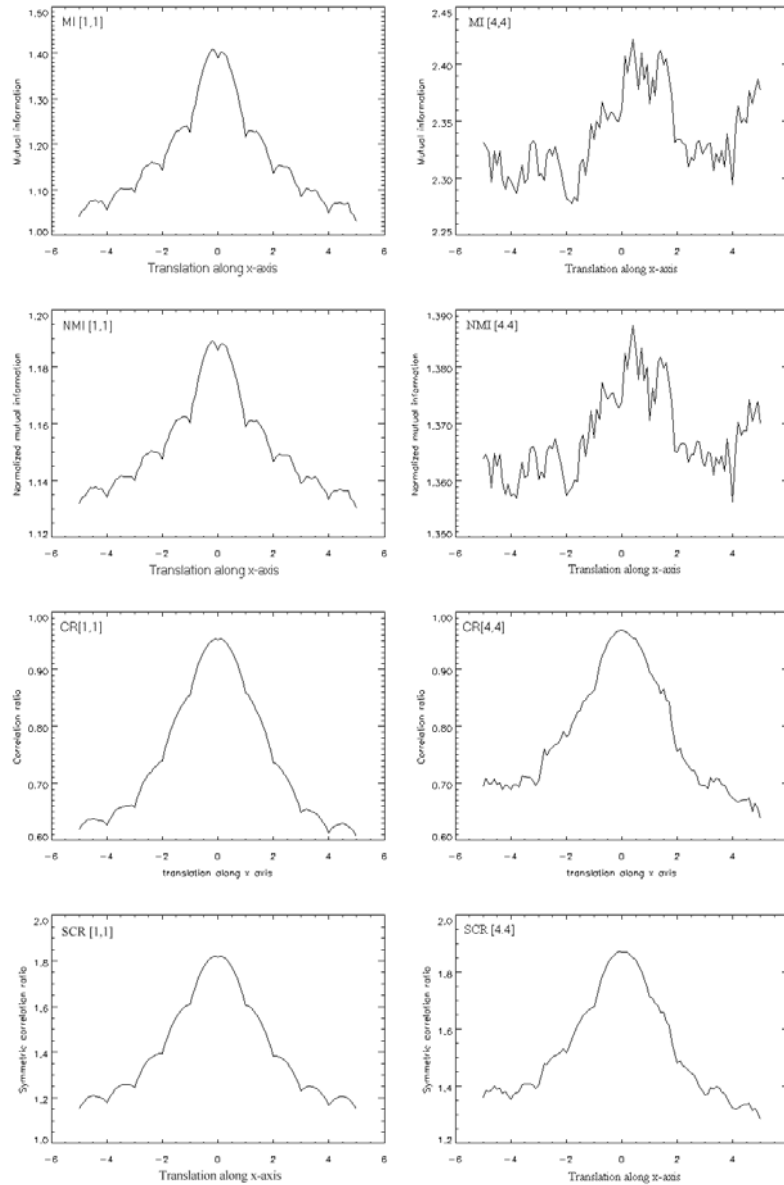 MI [1,1]
1.40
1.30
1.20
1.10
1.00
Mutual information
-6 -4 -2 0 2 4 6
Translation along x-axis
MI [4,4]
2.45
2.40
2.35
2.30
2.25
Mutual information
-6 -4 -2 0 2 4
Translation along x-axis
NMI [1,1]
1.20
1.18
1.16
1.14
1.12
Normalized mutual information
-6 -4 -2 0 2 4 6
Translation along x-axis
NMI [4.4]
1.390
1.380
1.370
1.360
1.350
Normalized mutual information
-6 -4 -2 0 2 4
Translation along x-axis
CR[1,1]
1.00
0.90
0.80
0.70
0.60
Correlation ratio
-6 -4 -2 0 2 4 6
translation along x axis
CR[4,4]
1.00
0.90
0.80
0.70
0.60
Correlation ratio
-6 -4 -2 0 2 4
translation along x axis
SCR [1,1]
2.0
1.8
1.6
1.4
1.2
1.0
Symmetric correlation ratio
-6 -4 -2 0 2 4 6
Translation along x-axis
SCR [4.4]
2.0
1.8
1.6
1.4
1.2
Symmetric correlation ratio
-6 -4 -2 0 2 4
Translation along x-axis